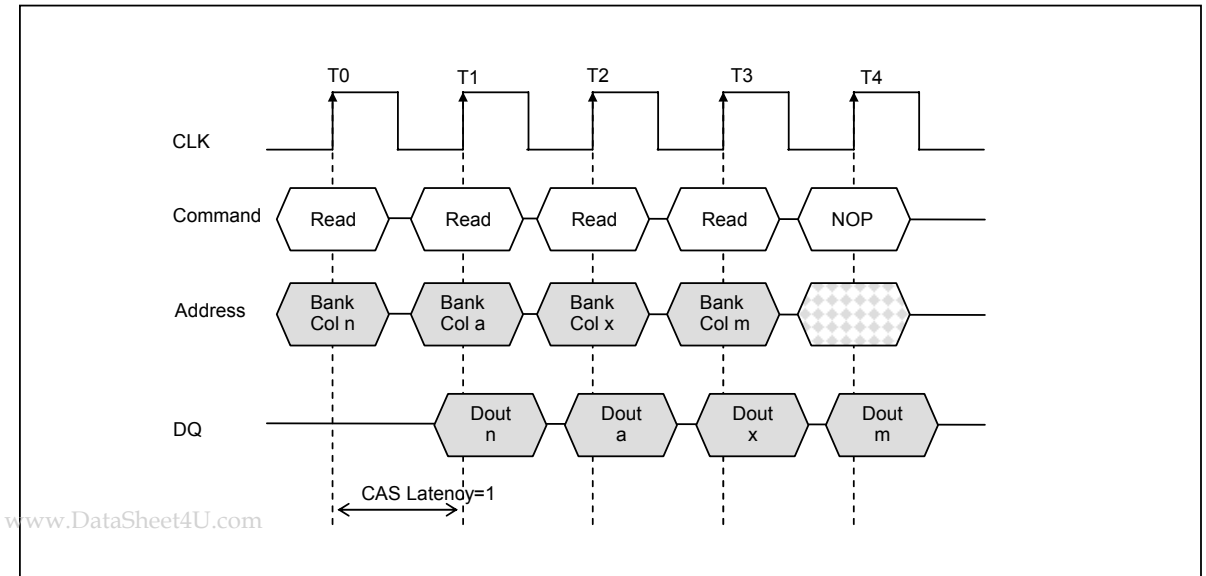 T0 T1 T2 T3 T4
CLK
Command Read Read Read Read NOP
Address
Bank Col n
Bank Col a
Bank Col x
Bank Col m
DQ
Dout n
Dout a
Dout x
Dout m
CAS Latency=1
www.DataSheet4U.com